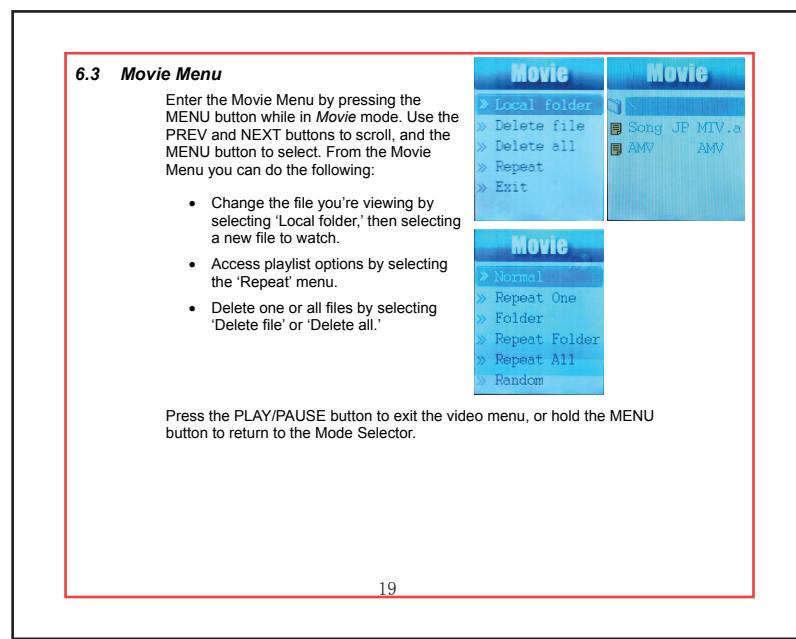 6.3 Movie Menu
Enter the Movie Menu by pressing the
MENU button while in Movie mode. Use the
PREV and NEXT buttons to scroll, and the
MENU button to select. From the Movie
Menu you can do the following:
• Change the file you're viewing by
selecting ‘Local folder,’ then selecting
a new file to watch.
• Access playlist options by selecting
the ‘Repeat’ menu.
• Delete one or all files by selecting
‘Delete file’ or ‘Delete all.’
Movie
» Local folder
» Delete file
» Delete all
» Repeat
» Exit
Movie
\
Song JP MTV.a
AMV AMV
Movie
» Normal
» Repeat One
» Folder
» Repeat Folder
» Repeat All
» Random
Press the PLAY/PAUSE button to exit the video menu, or hold the MENU
button to return to the Mode Selector.
19